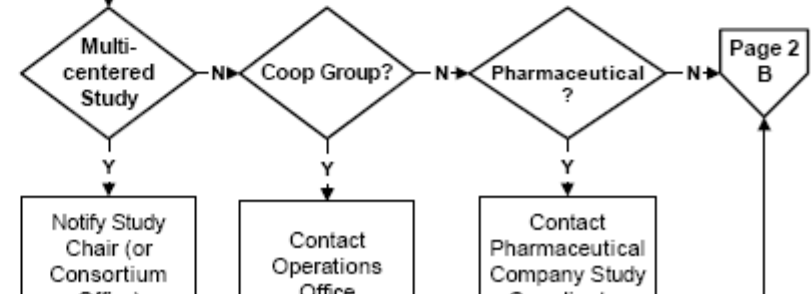 Multi-
centered
Study
N
Coop Group?
N
Pharmaceutical
?
N
Page 2
B
Y
Y
Y
Notify Study
Chair (or
Consortium
Contact
Operations
Office
Contact
Pharmaceutical
Company Study